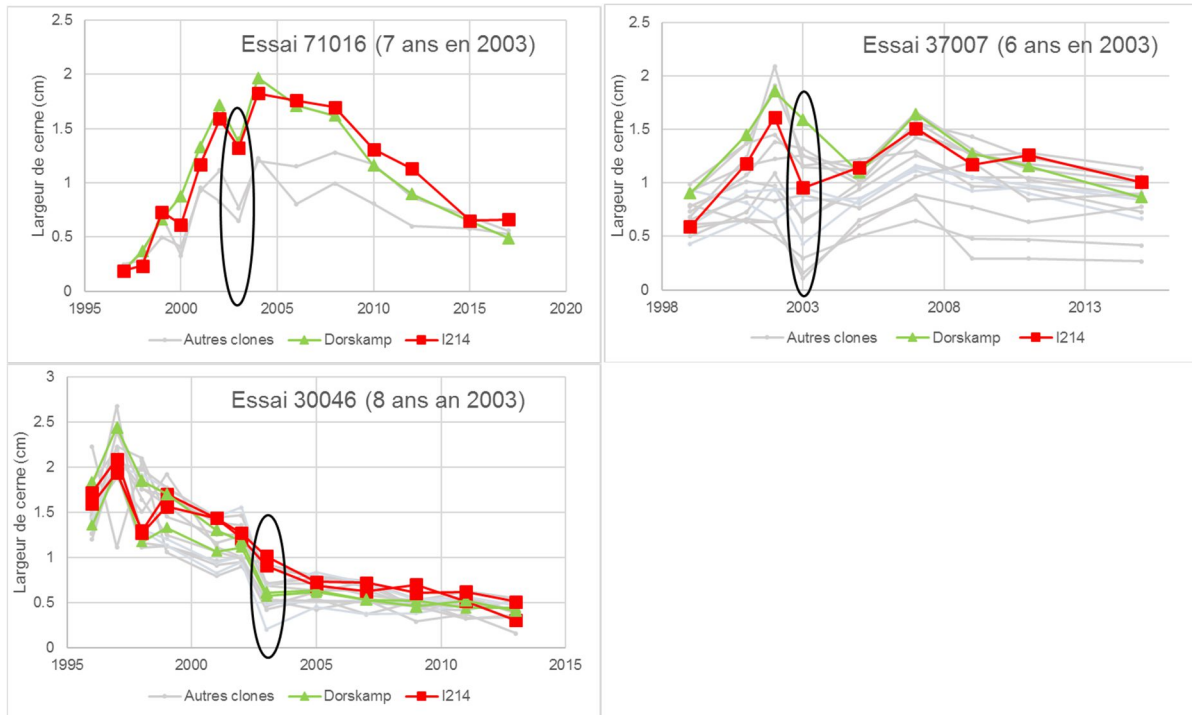 Essai 71016 (7 ans en 2003)
Largeur de cerne (cm)
2.5
2
1.5
1
0.5
0
1995 2000 2005 2010 2015 2020
Autres clones Dorskamp I214
Essai 37007 (6 ans en 2003)
Largeur de cerne (cm)
2.5
2
1.5
1
0.5
0
1998 2003 2008 2013
Autres clones Dorskamp I214
Essai 30046 (8 ans an 2003)
Largeur de cerne (cm)
3
2.5
2
1.5
1
0.5
0
1995 2000 2005 2010 2015
Autres clones Dorskamp I214